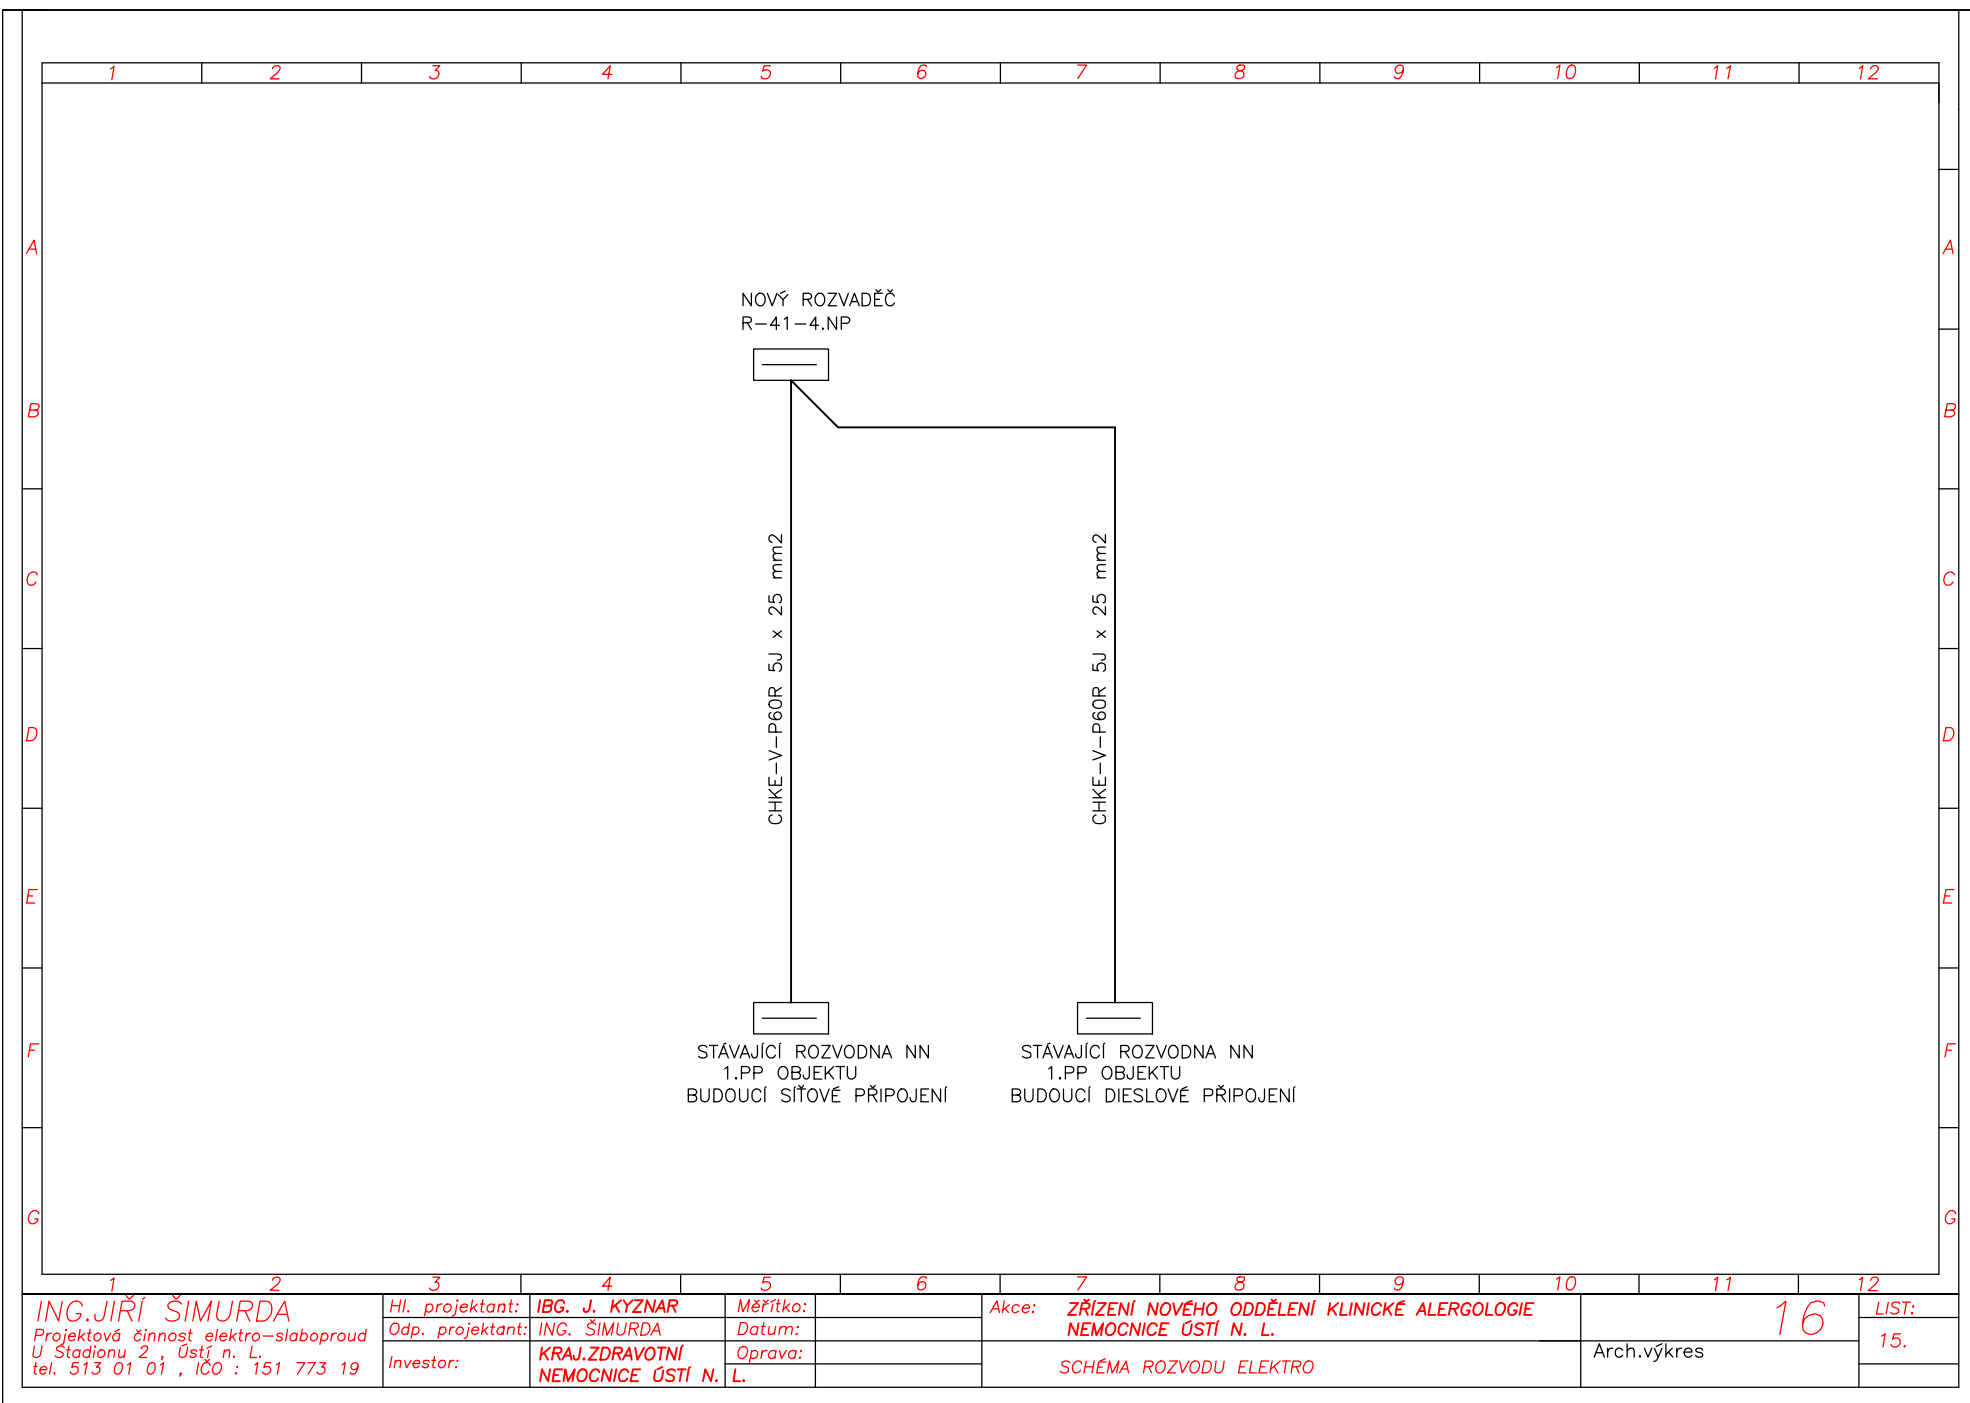 1 2 3 4 5 6 7 8 9 10 11 12
A A
NOVÝ ROZVADĚČ
R-41-4.NP
B B
CHKE-V-P60R 5J x 25 mm2
CHKE-V-P60R 5J x 25 mm2
C C
D D
E E
F F
STÁVAJÍCÍ ROZVODNA NN
1.PP OBJEKTU
BUDOUCÍ SÍŤOVÉ PŘIPOJENÍ
STÁVAJÍCÍ ROZVODNA NN
1.PP OBJEKTU
BUDOUCÍ DIESLOVÉ PŘIPOJENÍ
G G
1 2 3 4 5 6 7 8 9 10 11 12
ING.JIŘÍ ŠIMURDA
Projektová činnost elektro-slaboproud
U Stadionu 2 , Ústí n. L.
tel. 513 01 01 , IČO : 151 773 19
Hl. projektant: IBG. J. KYZNAR
Odp. projektant: ING. ŠIMURDA
Investor: KRAJ.ZDRAVOTNÍ
NEMOCNICE ÚSTÍ N. L.
Měřítko:
Datum:
Oprava:
Akce: ZŘÍZENÍ NOVÉHO ODDĚLENÍ KLINICKÉ ALERGOLOGIE
NEMOCNICE ÚSTÍ N. L.
SCHÉMA ROZVODU ELEKTRO
16
Arch.výkres
LIST:
15.